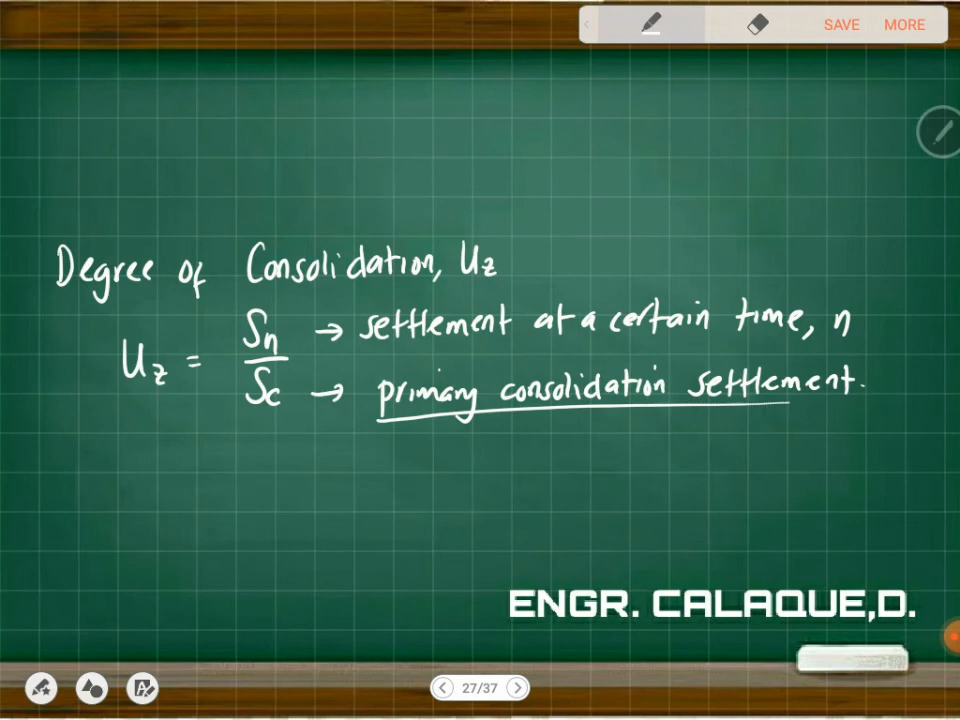 SAVE MORE
Degree of Consolidation, Uz
Uz = Sn → settlement at a certain time, n
Sc → primary consolidation settlement.
ENGR. CALAQUE,D.
27/37